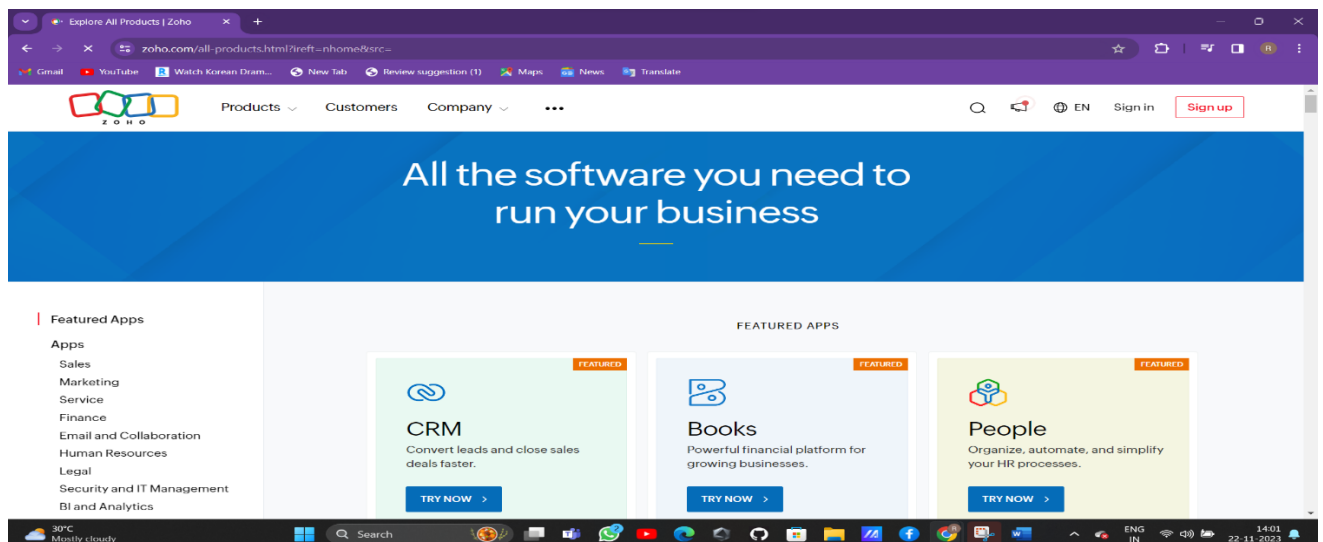 Explore All Products | Zoho
zoho.com/all-products.html?ireft=nhome&src=
R
Gmail YouTube Watch Korean Dram... New Tab Review suggestion (1) Maps News Translate
ZOHO Products Customers Company EN Sign in Sign up
All the software you need to
run your business
Featured Apps
Apps
Sales
Marketing
Service
Finance
Email and Collaboration
Human Resources
Legal
Security and IT Management
BI and Analytics
FEATURED APPS
FEATURED
CRM
Convert leads and close sales
deals faster.
TRY NOW >
FEATURED
Books
Powerful financial platform for
growing businesses.
TRY NOW >
FEATURED
People
Organize, automate, and simplify
your HR processes.
TRY NOW >
30°C
Mostly cloudy
Search
ENG
IN
14:01
22-11-2023